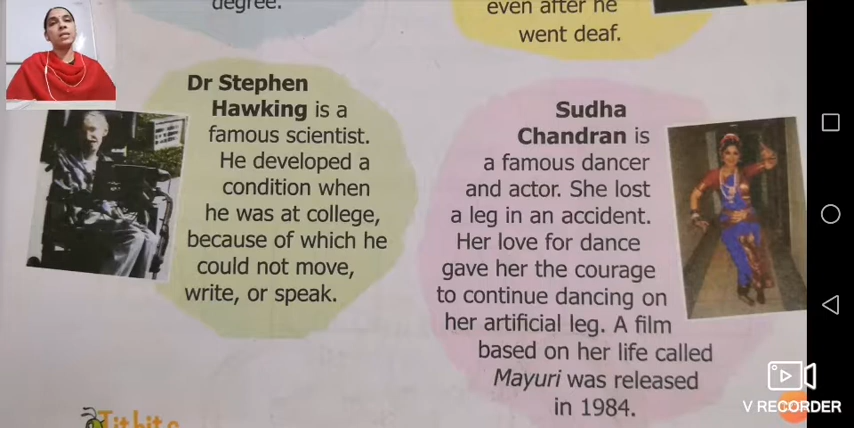 degree.
even after he
went deaf.
Dr Stephen
Hawking is a
famous scientist.
He developed a
condition when
he was at college,
because of which he
could not move,
write, or speak.
Sudha
Chandran is
a famous dancer
and actor. She lost
a leg in an accident.
Her love for dance
gave her the courage
to continue dancing on
her artificial leg. A film
based on her life called
Mayuri was released
in 1984.
V RECORDER